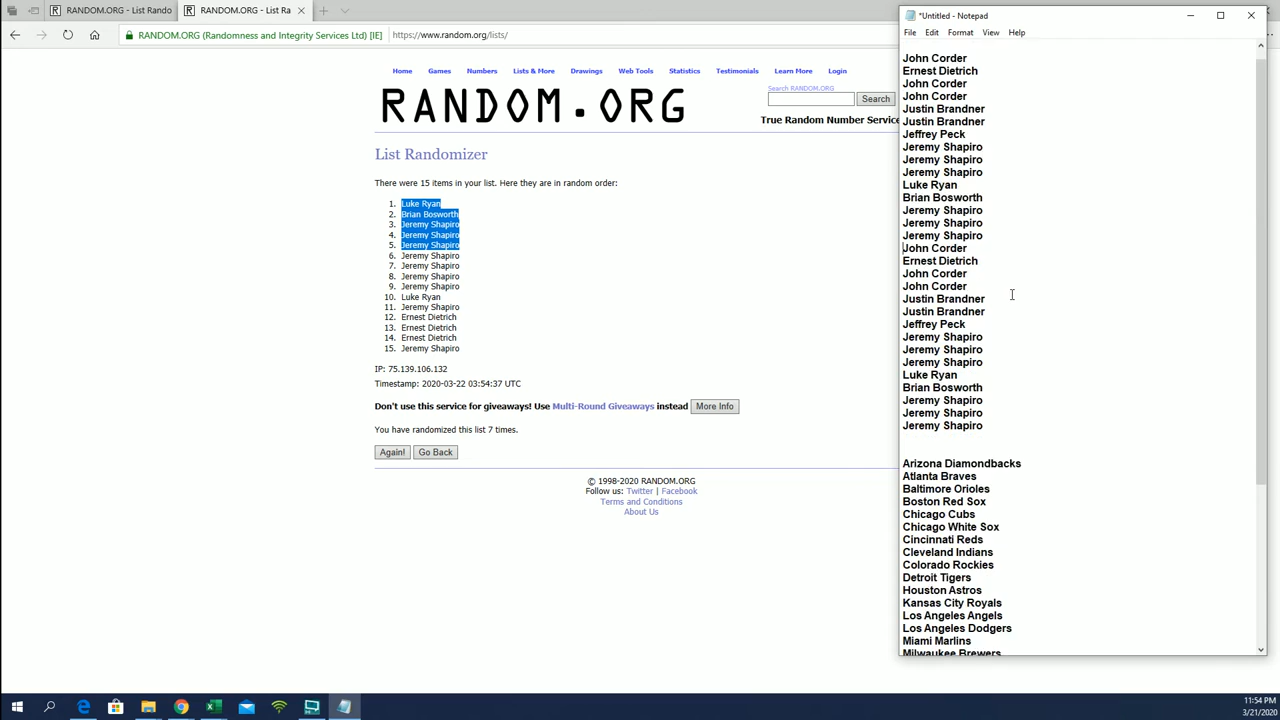 RANDOM.ORG - List Rando
RANDOM.ORG - List Ra
RANDOM.ORG (Randomness and Integrity Services Ltd) [IE]
https://www.random.org/lists/
Home Games Numbers Lists & More Drawings Web Tools Statistics Testimonials Learn More Login
Search RANDOM.ORG
Search
RANDOM.ORG
True Random Number Service
List Randomizer
There were 15 items in your list. Here they are in random order:
1. Luke Ryan
2. Brian Bosworth
3. Jeremy Shapiro
4. Jeremy Shapiro
5. Jeremy Shapiro
6. Jeremy Shapiro
7. Jeremy Shapiro
8. Jeremy Shapiro
9. Jeremy Shapiro
10. Luke Ryan
11. Jeremy Shapiro
12. Ernest Dietrich
13. Ernest Dietrich
14. Ernest Dietrich
15. Jeremy Shapiro
IP: 75.139.106.132
Timestamp: 2020-03-22 03:54:37 UTC
Don't use this service for giveaways! Use Multi-Round Giveaways instead More Info
You have randomized this list 7 times.
Again! Go Back
© 1998-2020 RANDOM.ORG
Follow us: Twitter | Facebook
Terms and Conditions
About Us
*Untitled - Notepad
File Edit Format View Help
John Corder
Ernest Dietrich
John Corder
John Corder
Justin Brandner
Justin Brandner
Jeffrey Peck
Jeremy Shapiro
Jeremy Shapiro
Jeremy Shapiro
Luke Ryan
Brian Bosworth
Jeremy Shapiro
Jeremy Shapiro
Jeremy Shapiro
John Corder
Ernest Dietrich
John Corder
John Corder
Justin Brandner
Justin Brandner
Jeffrey Peck
Jeremy Shapiro
Jeremy Shapiro
Jeremy Shapiro
Luke Ryan
Brian Bosworth
Jeremy Shapiro
Jeremy Shapiro
Jeremy Shapiro
Arizona Diamondbacks
Atlanta Braves
Baltimore Orioles
Boston Red Sox
Chicago Cubs
Chicago White Sox
Cincinnati Reds
Cleveland Indians
Colorado Rockies
Detroit Tigers
Houston Astros
Kansas City Royals
Los Angeles Angels
Los Angeles Dodgers
Miami Marlins
Milwaukee Brewers
11:54 PM
3/21/2020